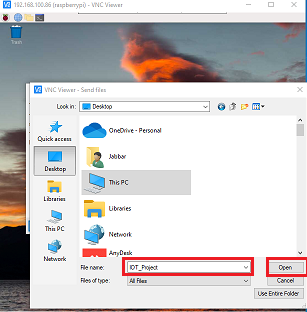 192.168.100.86 (raspberrypi) - VNC Viewer
Trash
VNC Viewer - Send files
Look in: Desktop
Quick access
Desktop
Libraries
This PC
Network
OneDrive - Personal
Jabbar
This PC
Libraries
Network
AnyDesk
File name: IOT_Project Open
Files of type: All Files Cancel
Use Entire Folder